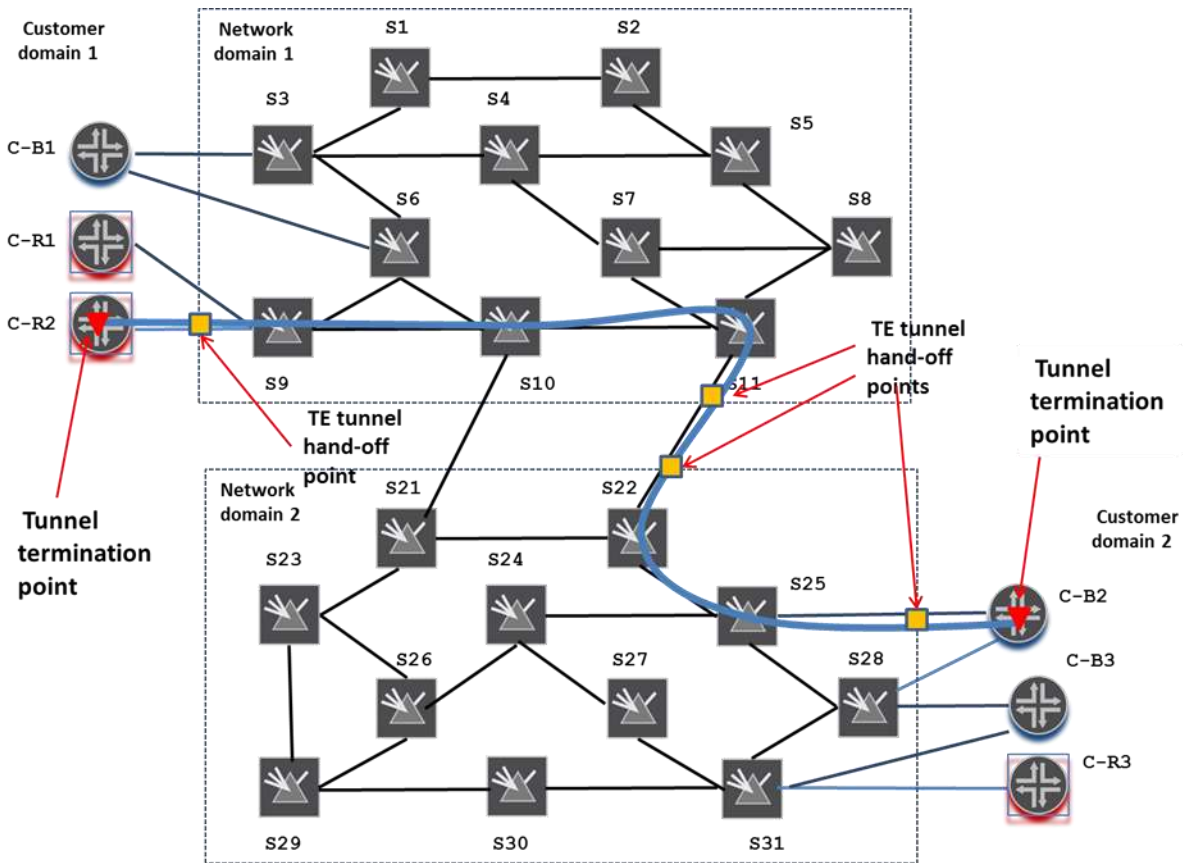 Customer
domain 1
Network
domain 1
S1
S2
S3
S4
S5
C-B1
S6
S7
S8
C-R1
C-R2
S9
S10
S11
TE tunnel
hand-off
points
TE tunnel
hand-off
point
Tunnel
termination
point
Tunnel
termination
point
Network
domain 2
S21
S22
Customer
domain 2
S23
S24
S25
C-B2
S26
S27
S28
C-B3
C-R3
S29
S30
S31